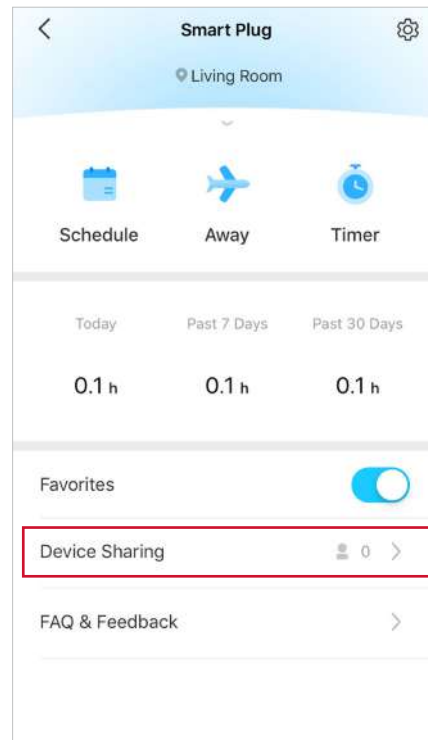 Smart Plug
Living Room
Schedule Away Timer
Today Past 7 Days Past 30 Days
0.1 h 0.1 h 0.1 h
Favorites
Device Sharing 0
FAQ & Feedback